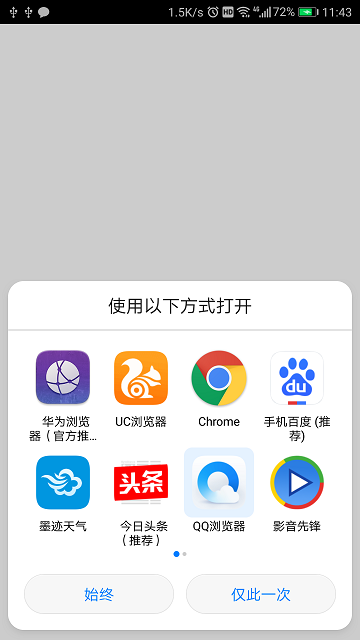 1.5K/s HD 4G 72% 11:43
使用以下方式打开
华为浏览器（官方推...
UC浏览器
Chrome
du
手机百度 (推荐)
墨迹天气
头条
今日头条（推荐）
QQ浏览器
影音先锋
始终
仅此一次